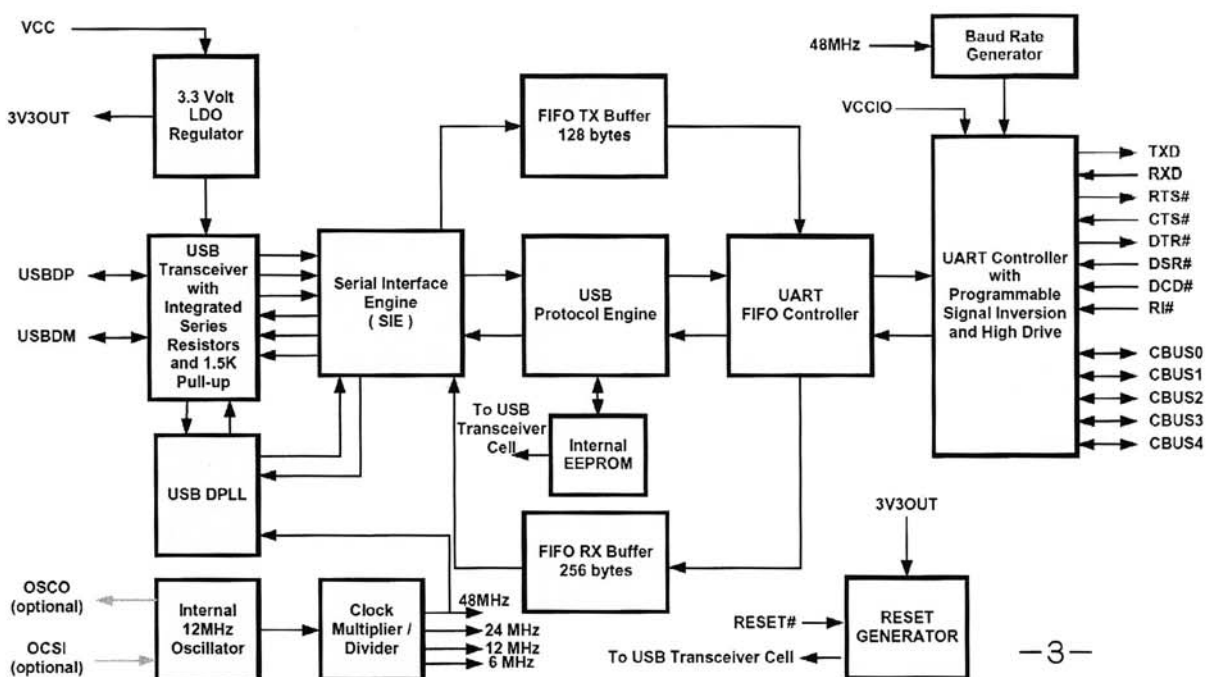 VCC
3V3OUT
3.3 Volt
LDO
Regulator
FIFO TX Buffer
128 bytes
48MHz
Baud Rate
Generator
VCCIO
USBDP
USBDM
USB
Transceiver
with
Integrated
Series
Resistors
and 1.5K
Pull-up
Serial Interface
Engine
( SIE )
USB
Protocol Engine
UART
FIFO Controller
UART Controller
with
Programmable
Signal Inversion
and High Drive
TXD
RXD
RTS#
CTS#
DTR#
DSR#
DCD#
RI#
CBUS0
CBUS1
CBUS2
CBUS3
CBUS4
USB DPLL
To USB
Transceiver
Cell
Internal
EEPROM
FIFO RX Buffer
256 bytes
OSCO
(optional)
OCSI
(optional)
Internal
12MHz
Oscillator
Clock
Multiplier /
Divider
48MHz
24 MHz
12 MHz
6 MHz
3V3OUT
RESET#
To USB Transceiver Cell
RESET
GENERATOR
—3—